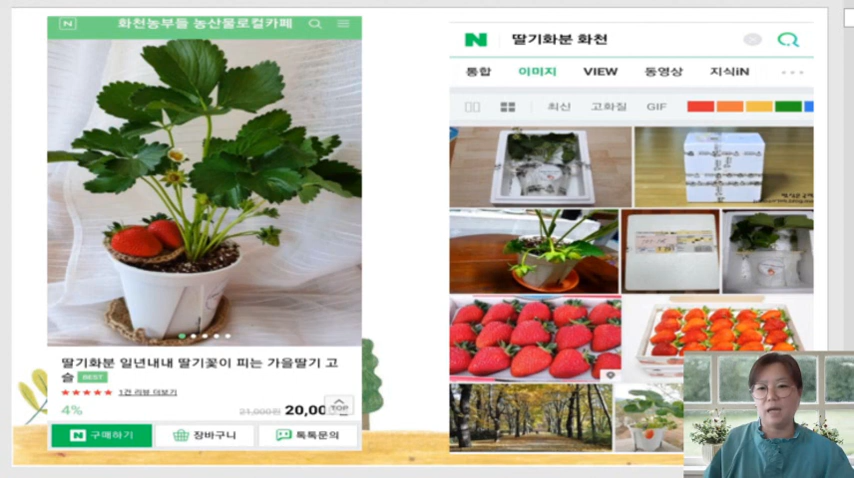 N 화천농부들 농산물로컬카페
딸기화분 일년내내 딸기꽃이 피는 가을딸기 고
슬 BEST
1건 리뷰 더보기
4% 21,000원 20,00
TOP
N 구매하기 장바구니 톡톡문의
N 딸기화분 화천
통합 이미지 VIEW 동영상 지식iN
최신 고화질 GIF